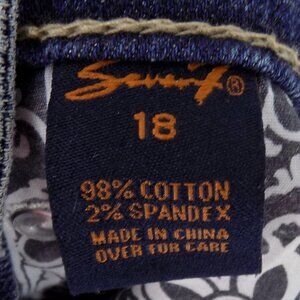 Seven7®
18
98% COTTON
2% SPANDEX
MADE IN CHINA
OVER FOR CARE